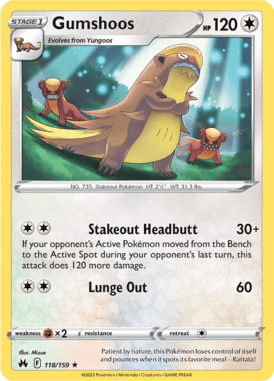 STAGE 1
Gumshoos
HP 120
Evolves from Yungoos
NO. 735 Stakeout Pokémon HT: 2'4" WT: 31.3 lbs.
Stakeout Headbutt 30+
If your opponent's Active Pokémon moved from the Bench
to the Active Spot during your opponent's last turn, this
attack does 120 more damage.
Lunge Out 60
weakness ×2 resistance retreat
Illus. Mizue
F 118/159 ★
Patient by nature, this Pokémon loses control of itself
and pounces when it spots its favorite meal—Rattata!
©2023 Pokémon / Nintendo / Creatures / GAME FREAK